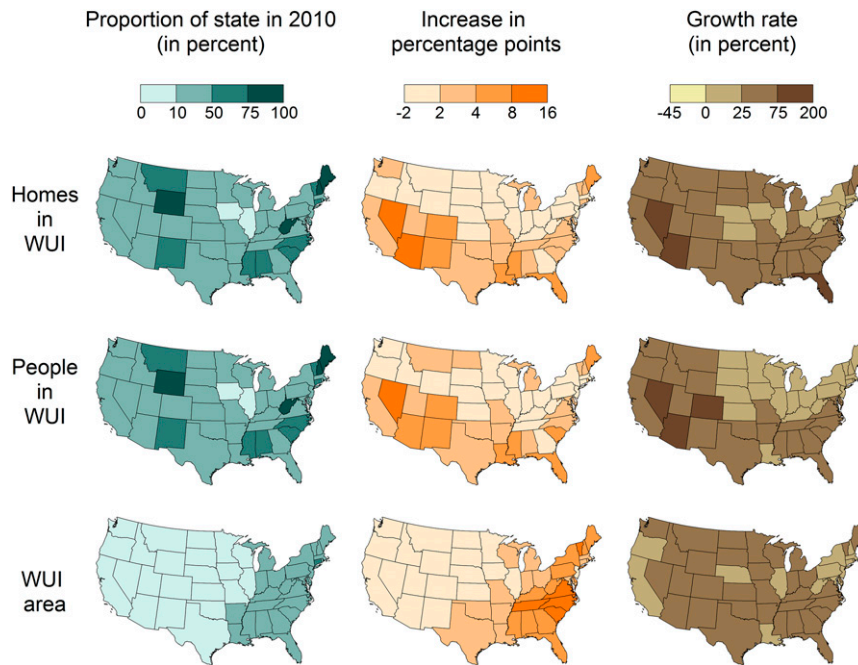 Proportion of state in 2010
(in percent)
Increase in
percentage points
Growth rate
(in percent)
0 10 50 75 100
-2 2 4 8 16
-45 0 25 75 200
Homes
in
WUI
People
in
WUI
WUI
area